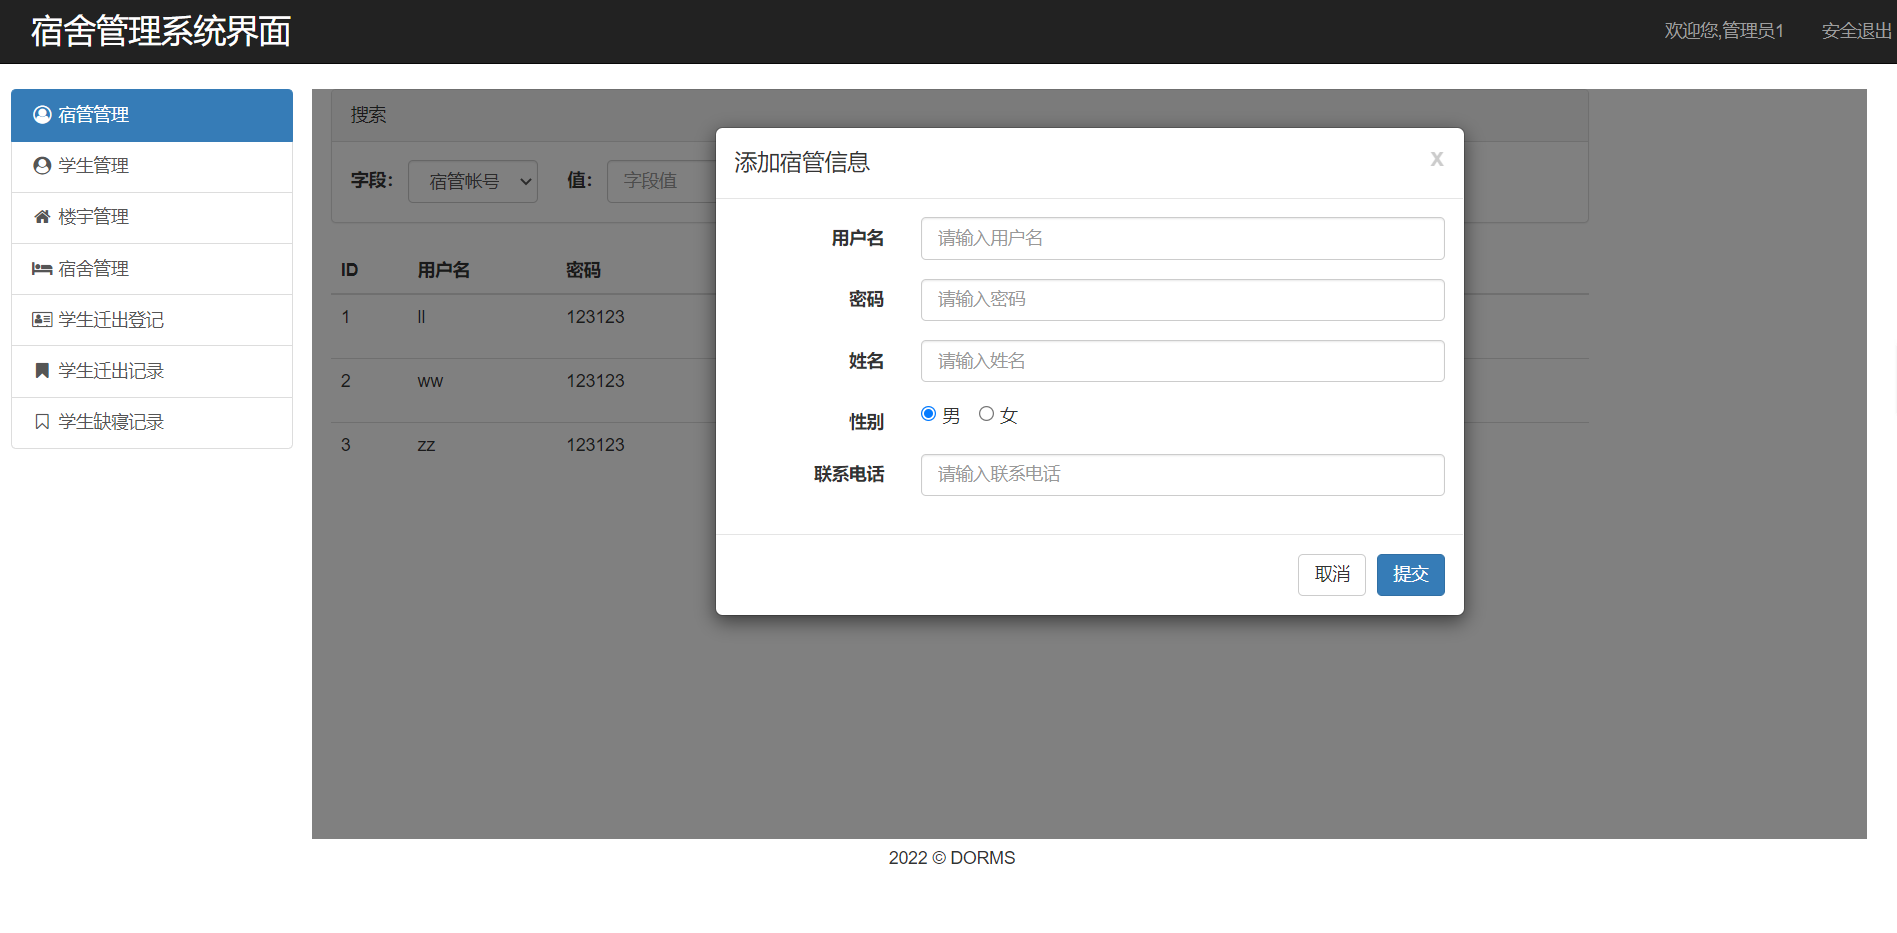 宿舍管理系统界面
欢迎您,管理员1 安全退出
宿管管理
学生管理
楼宇管理
宿舍管理
学生迁出登记
学生迁出记录
学生缺寝记录
搜索
字段： 宿管帐号 值： 字段值
ID 用户名 密码
1 ll 123123
2 ww 123123
3 zz 123123
添加宿管信息 x
用户名 请输入用户名
密码 请输入密码
姓名 请输入姓名
性别 男 女
联系电话 请输入联系电话
取消 提交
2022 © DORMS